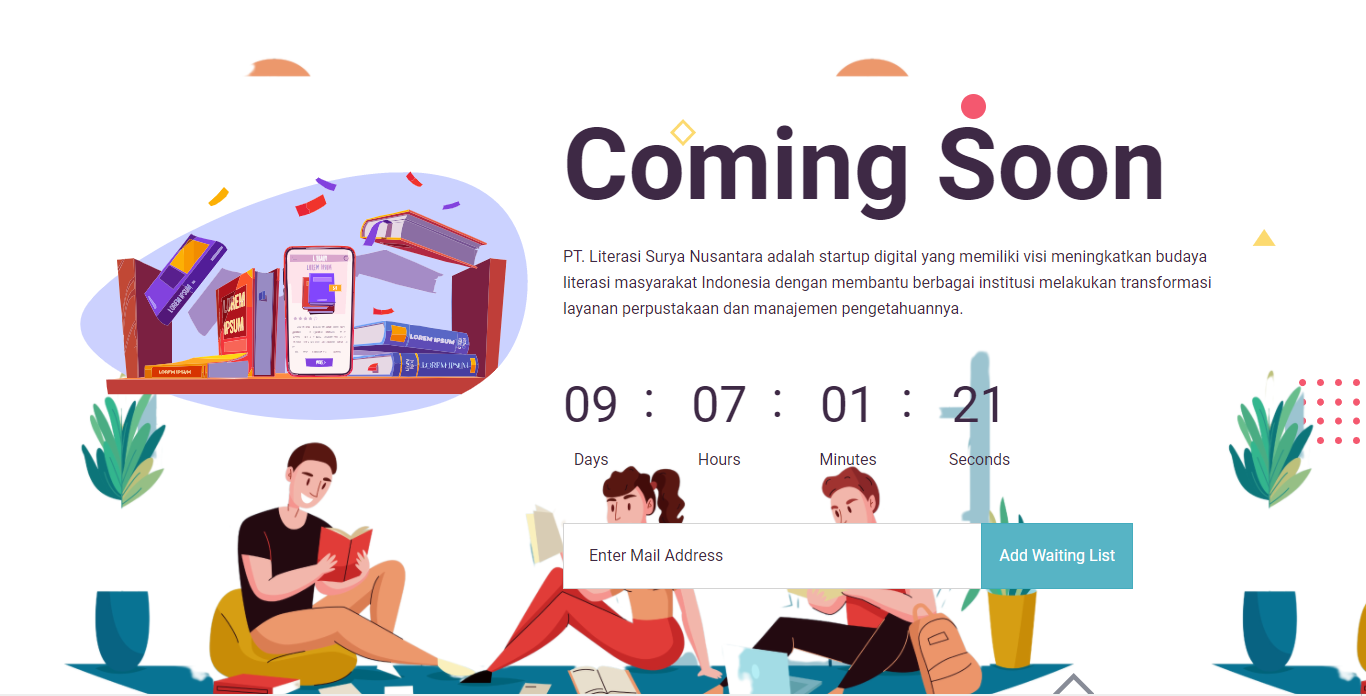 Coming Soon
PT. Literasi Surya Nusantara adalah startup digital yang memiliki visi meningkatkan budaya
literasi masyarakat Indonesia dengan membantu berbagai institusi melakukan transformasi
layanan perpustakaan dan manajemen pengetahuannya.
LOREM IPSUM
LOREM
IPSUM
LOREM IPSUM
LOREM IPSUM
LOREM IPSUM
LOREM IPSUM
09 : 07 : 01 : 21
Days Hours Minutes Seconds
Enter Mail Address
Add Waiting List